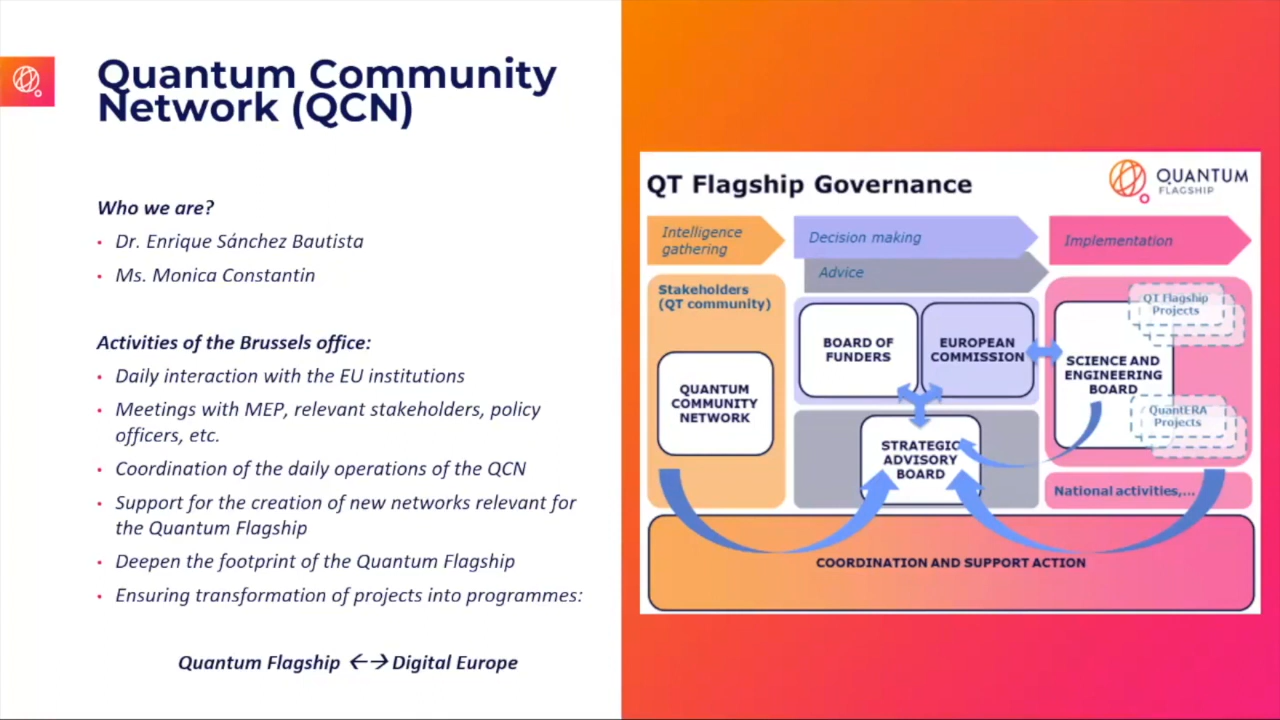 Quantum Community
Network (QCN)
Who we are?
• Dr. Enrique Sánchez Bautista
• Ms. Monica Constantin
Activities of the Brussels office:
• Daily interaction with the EU institutions
• Meetings with MEP, relevant stakeholders, policy
officers, etc.
• Coordination of the daily operations of the QCN
• Support for the creation of new networks relevant for
the Quantum Flagship
• Deepen the footprint of the Quantum Flagship
• Ensuring transformation of projects into programmes:
Quantum Flagship ←→ Digital Europe
QT Flagship Governance
QUANTUM
FLAGSHIP
Intelligence
gathering
Decision making
Advice
Implementation
Stakeholders
(QT community)
QUANTUM
COMMUNITY
NETWORK
BOARD OF
FUNDERS
EUROPEAN
COMMISSION
STRATEGIC
ADVISORY
BOARD
QT Flagship
Projects
SCIENCE AND
ENGINEERING
BOARD
QuantERA
Projects
National activities,...
COORDINATION AND SUPPORT ACTION